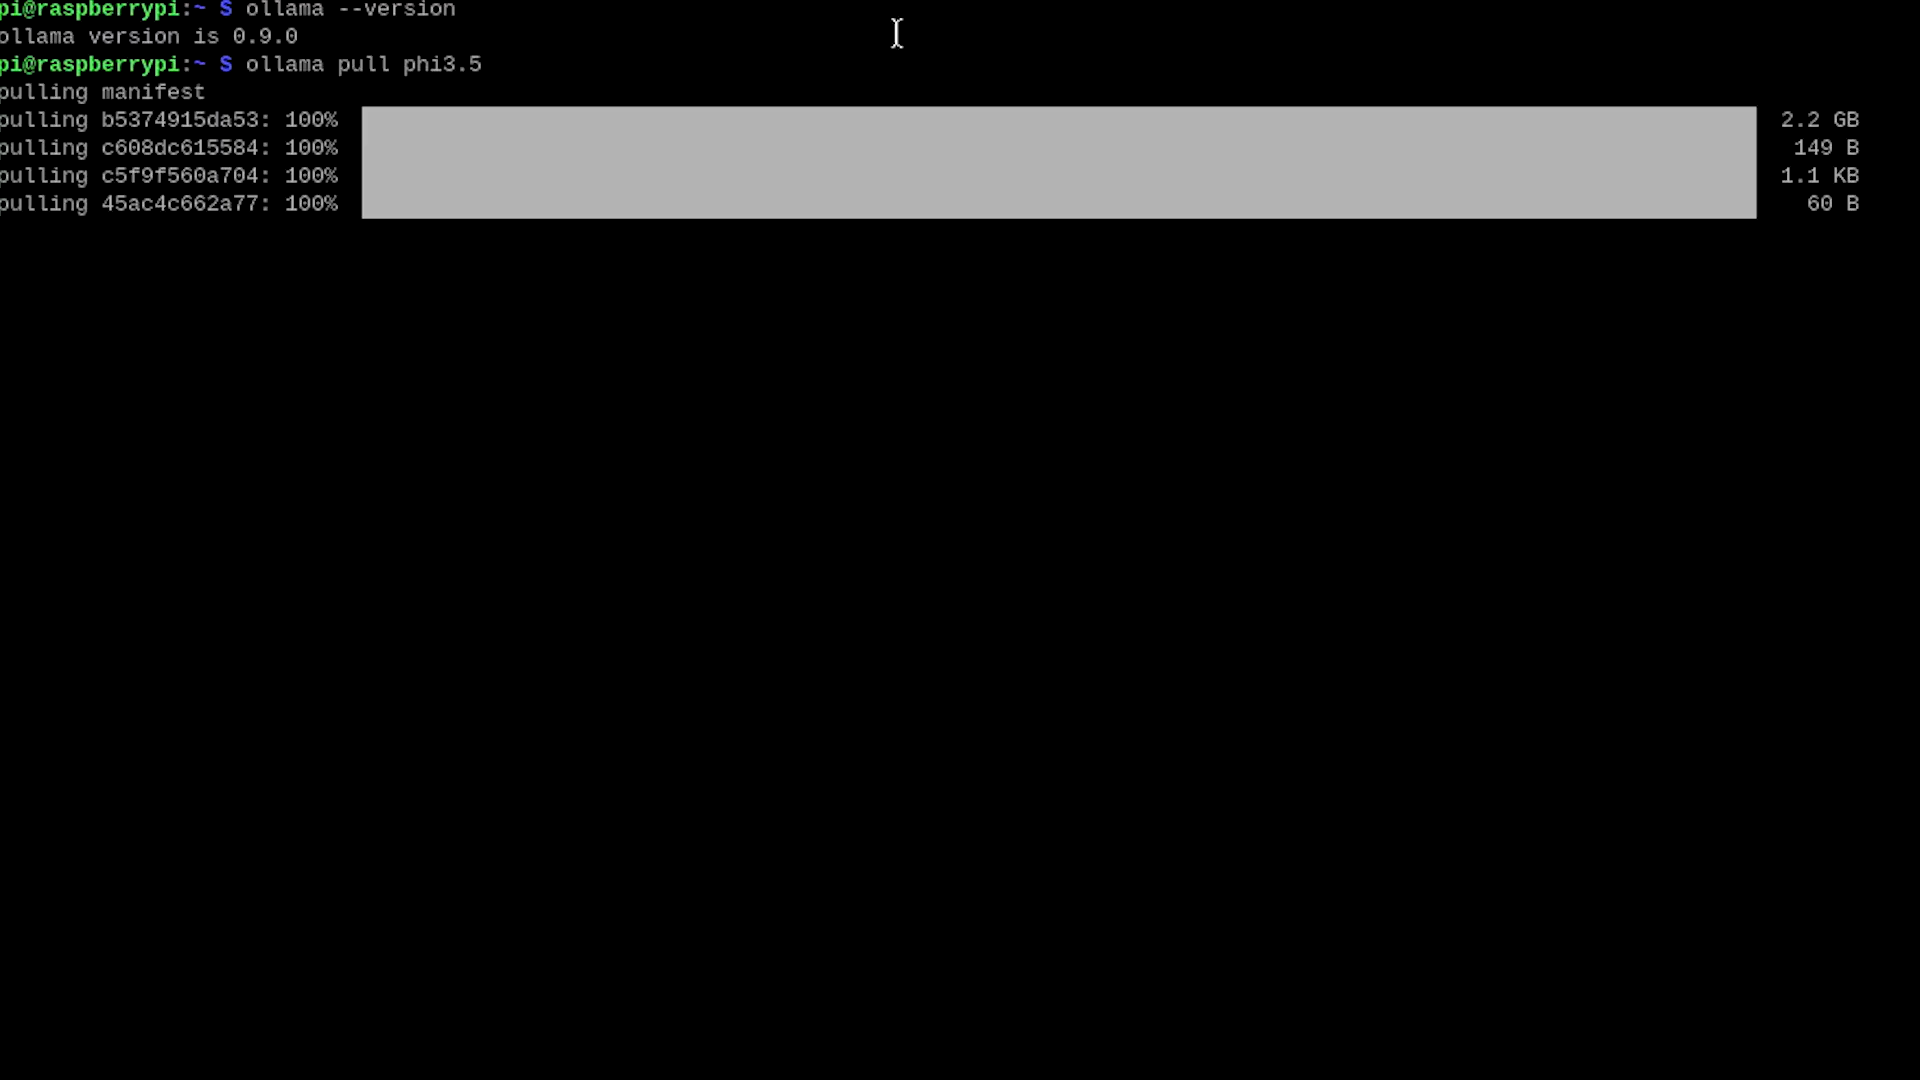 pi@raspberrypi:~ $ ollama --version
ollama version is 0.9.0
pi@raspberrypi:~ $ ollama pull phi3.5
pulling manifest
pulling b5374915da53: 100% 2.2 GB
pulling c608dc615584: 100% 149 B
pulling c5f9f560a704: 100% 1.1 KB
pulling 45ac4c662a77: 100% 60 B